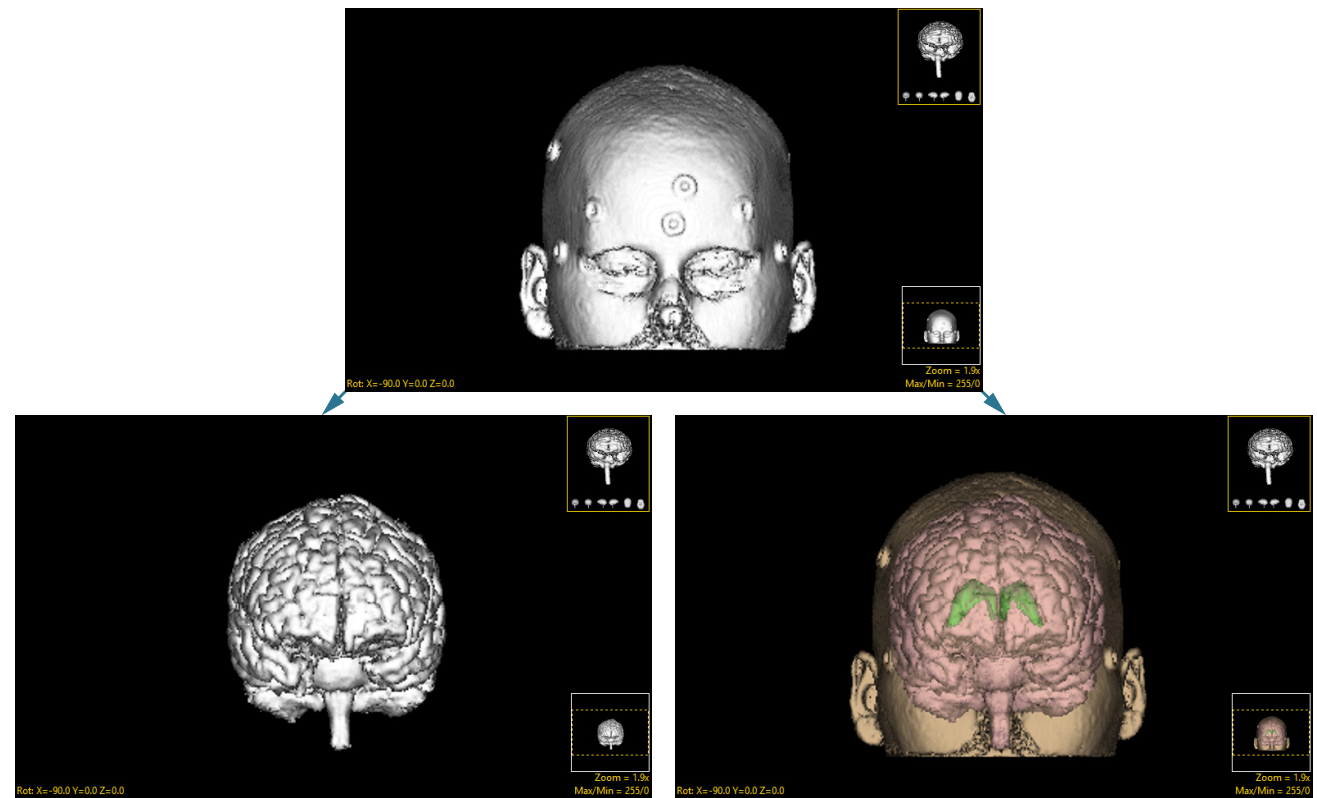 Zoom = 1.9x
Rot: X=-90.0 Y=0.0 Z=0.0
Max/Min = 255/0
Zoom = 1.9x
Rot: X=-90.0 Y=0.0 Z=0.0
Max/Min = 255/0
Zoom = 1.9x
Rot: X=-90.0 Y=0.0 Z=0.0
Max/Min = 255/0